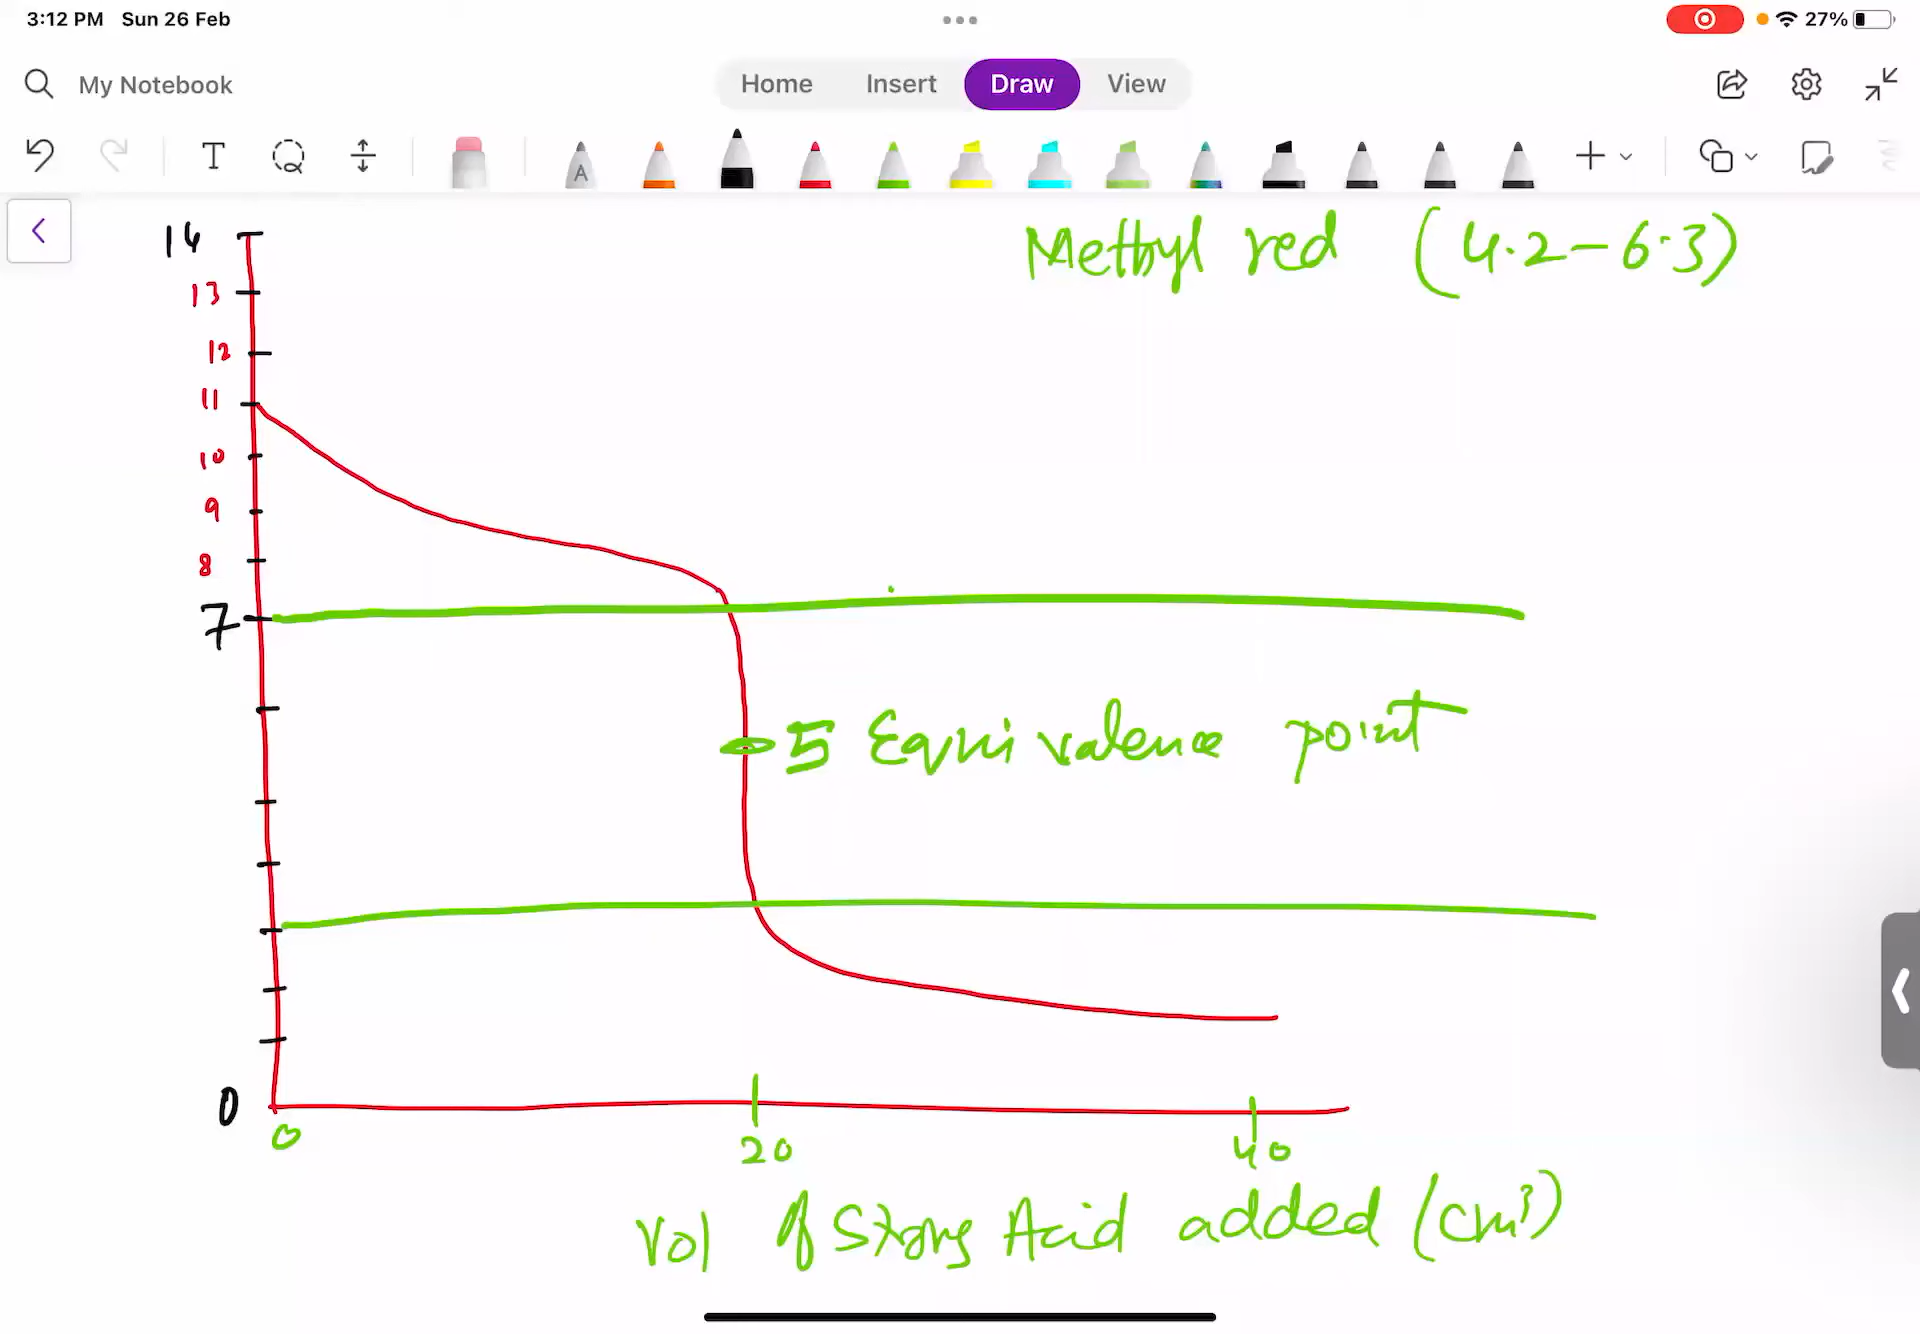 3:12 PM Sun 26 Feb
27%
My Notebook
Home Insert Draw View
T
A
Methyl red (4.2-6.3)
14
13
12
11
10
9
8
7
5 Equivalence point
0
0 20 40
Vol of Strong Acid added (cm³)